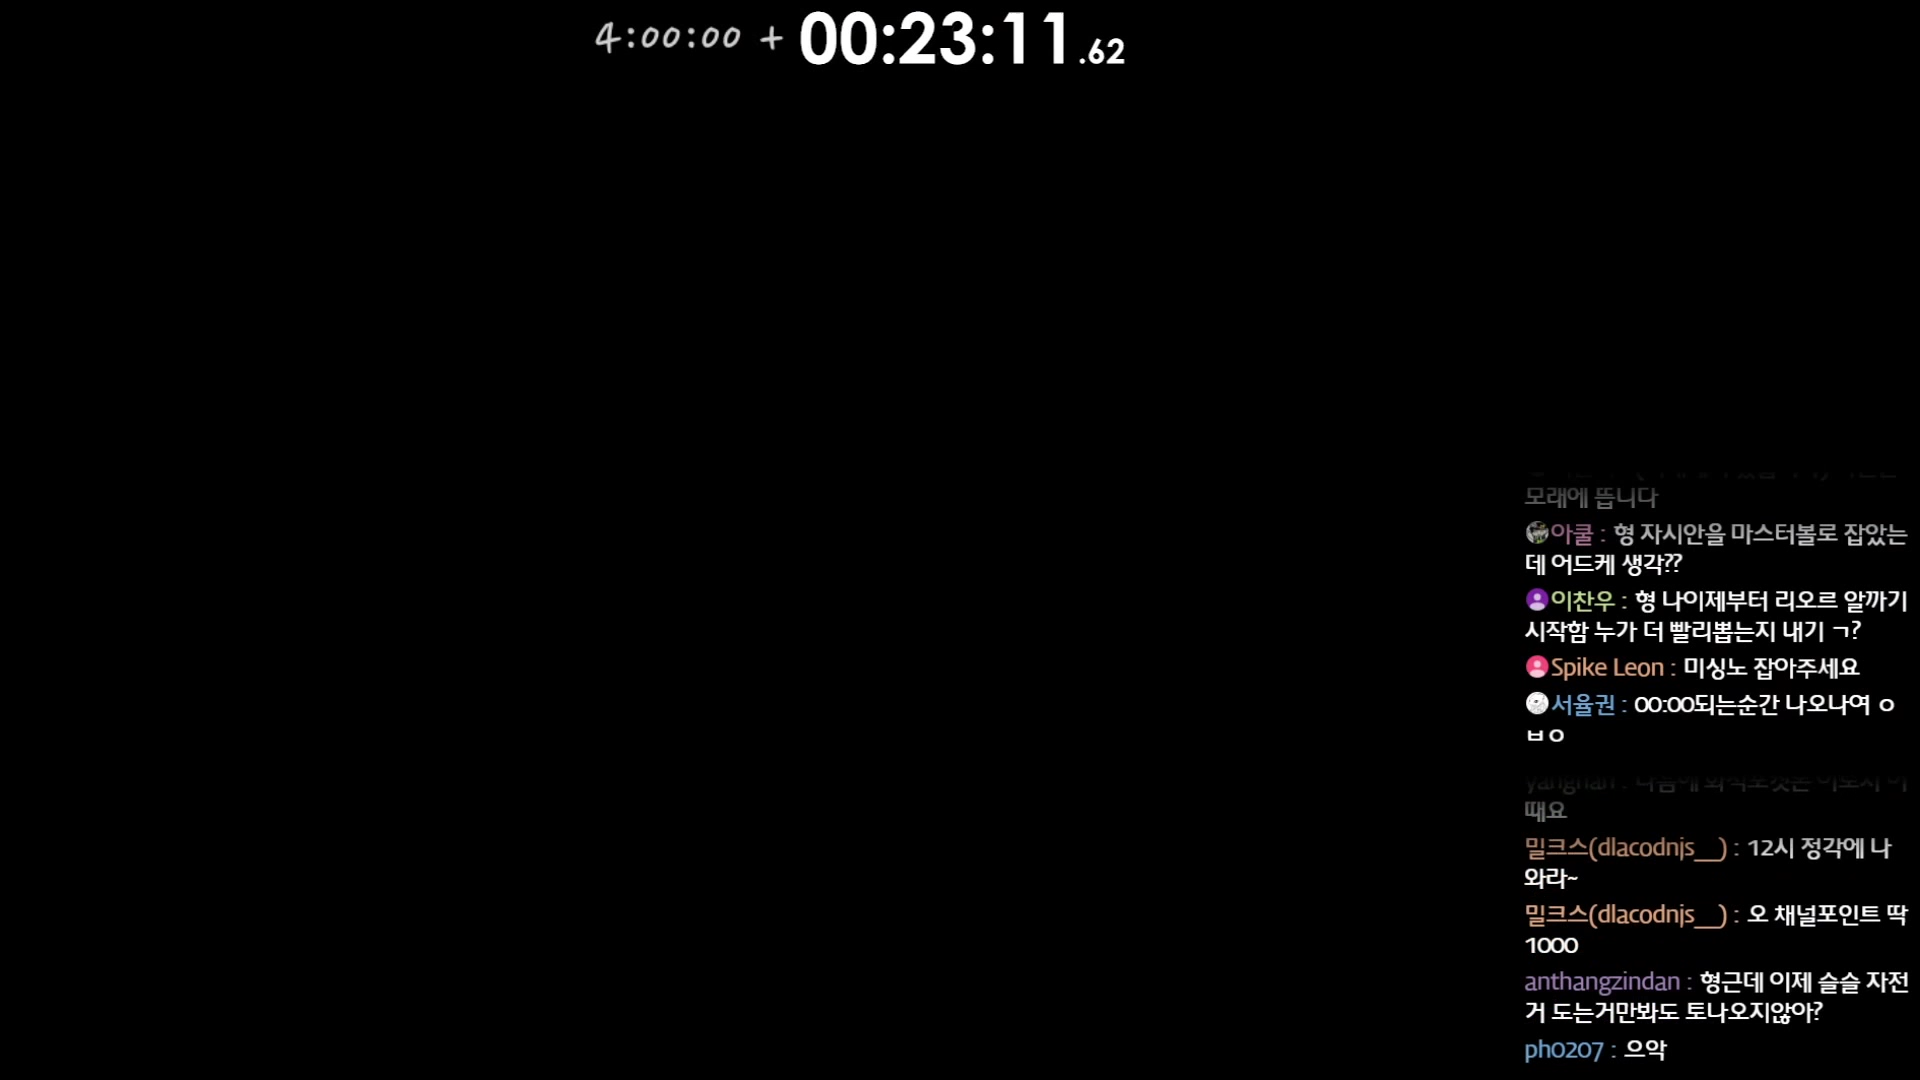 4:00:00 + 00:23:11.62
모래에 뜹니다
아쿨 : 형 자시안을 마스터볼로 잡았는
데 어드케 생각??
이찬우 : 형 나이제부터 리오르 알까기
시작함 누가 더 빨리뽑는지 내기 ㄱ?
Spike Leon : 미싱노 잡아주세요
서율권 : 00:00되는순간 나오나여 ㅇ
ㅂㅇ
때요
밀크스(dlacodnjs__) : 12시 정각에 나
와라~
밀크스(dlacodnjs__) : 오 채널포인트 딱
1000
anthangzindan : 형근데 이제 슬슬 자전
거 도는거만봐도 토나오지않아?
ph0207 : 으악